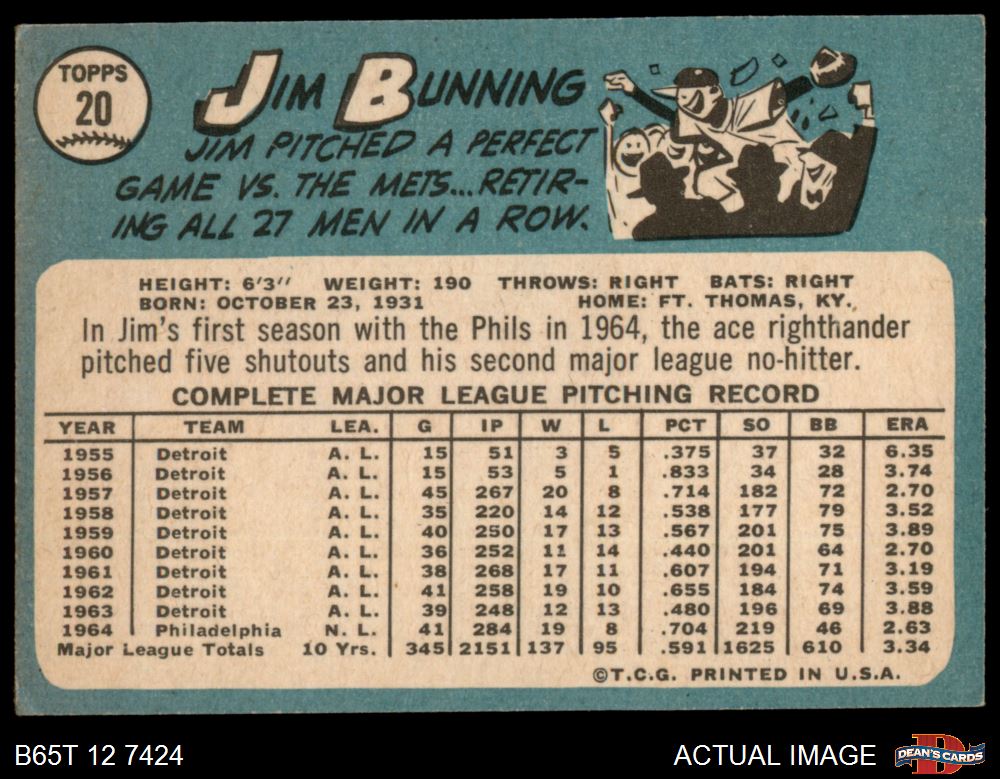 TOPPS
20
JIM BUNNING
JIM PITCHED A PERFECT
GAME VS. THE METS...RETIR-
ING ALL 27 MEN IN A ROW.
HEIGHT: 6'3" WEIGHT: 190 THROWS: RIGHT BATS: RIGHT
BORN: OCTOBER 23, 1931 HOME: FT. THOMAS, KY.
In Jim's first season with the Phils in 1964, the ace righthander
pitched five shutouts and his second major league no-hitter.
COMPLETE MAJOR LEAGUE PITCHING RECORD
YEAR TEAM LEA. G IP W L PCT SO BB ERA
1955 Detroit A. L. 15 51 3 5 .375 37 32 6.35
1956 Detroit A. L. 15 53 5 1 .833 34 28 3.74
1957 Detroit A. L. 45 267 20 8 .714 182 72 2.70
1958 Detroit A. L. 35 220 14 12 .538 177 79 3.52
1959 Detroit A. L. 40 250 17 13 .567 201 75 3.89
1960 Detroit A. L. 36 252 11 14 .440 201 64 2.70
1961 Detroit A. L. 38 268 17 11 .607 194 71 3.19
1962 Detroit A. L. 41 258 19 10 .655 184 74 3.59
1963 Detroit A. L. 39 248 12 13 .480 196 69 3.88
1964 Philadelphia N. L. 41 284 19 8 .704 219 46 2.63
Major League Totals 10 Yrs. 345 2151 137 95 .591 1625 610 3.34
©T.C.G. PRINTED IN U.S.A.
B65T 12 7424 ACTUAL IMAGE DEAN'S CARDS